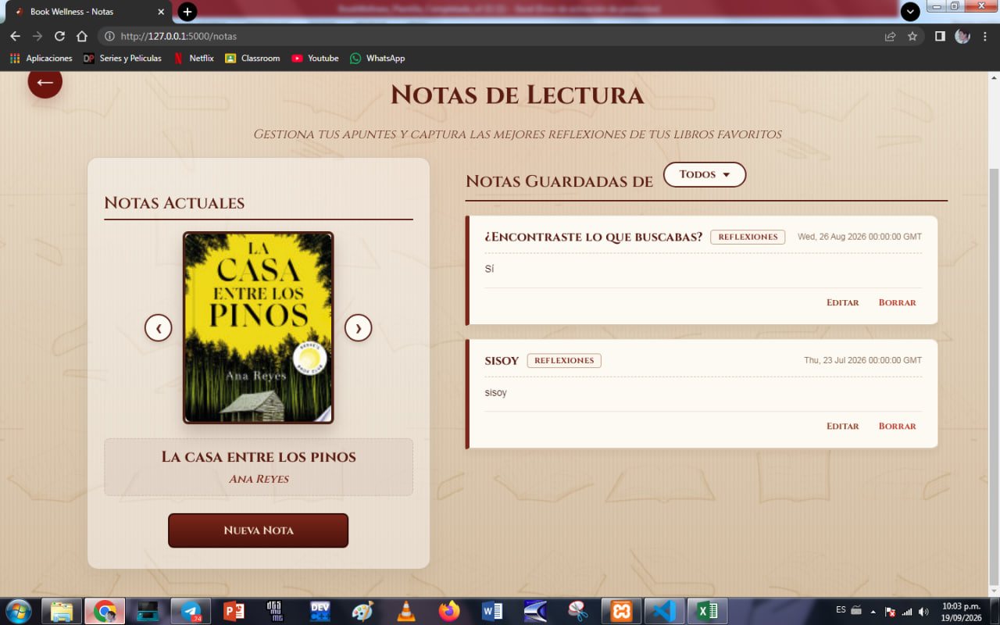 Book Wellness - Notas
http://127.0.0.1:5000/notas
Aplicaciones
DP Series y Películas
Netflix
Classroom
Youtube
WhatsApp
Notas de Lectura
Gestiona tus apuntes y captura las mejores reflexiones de tus libros favoritos
Notas Actuales
LA
CASA
ENTRE LOS
PINOS
Ana Reyes
La casa entre los pinos
Ana Reyes
Nueva Nota
Notas Guardadas de
Todos
¿Encontraste lo que buscabas?
REFLEXIONES
Wed, 26 Aug 2026 00:00:00 GMT
Sí
Editar
Borrar
sisoy
REFLEXIONES
Thu, 23 Jul 2026 00:00:00 GMT
sisoy
Editar
Borrar
74
DEV
ES
10:03 p.m.
19/09/2026